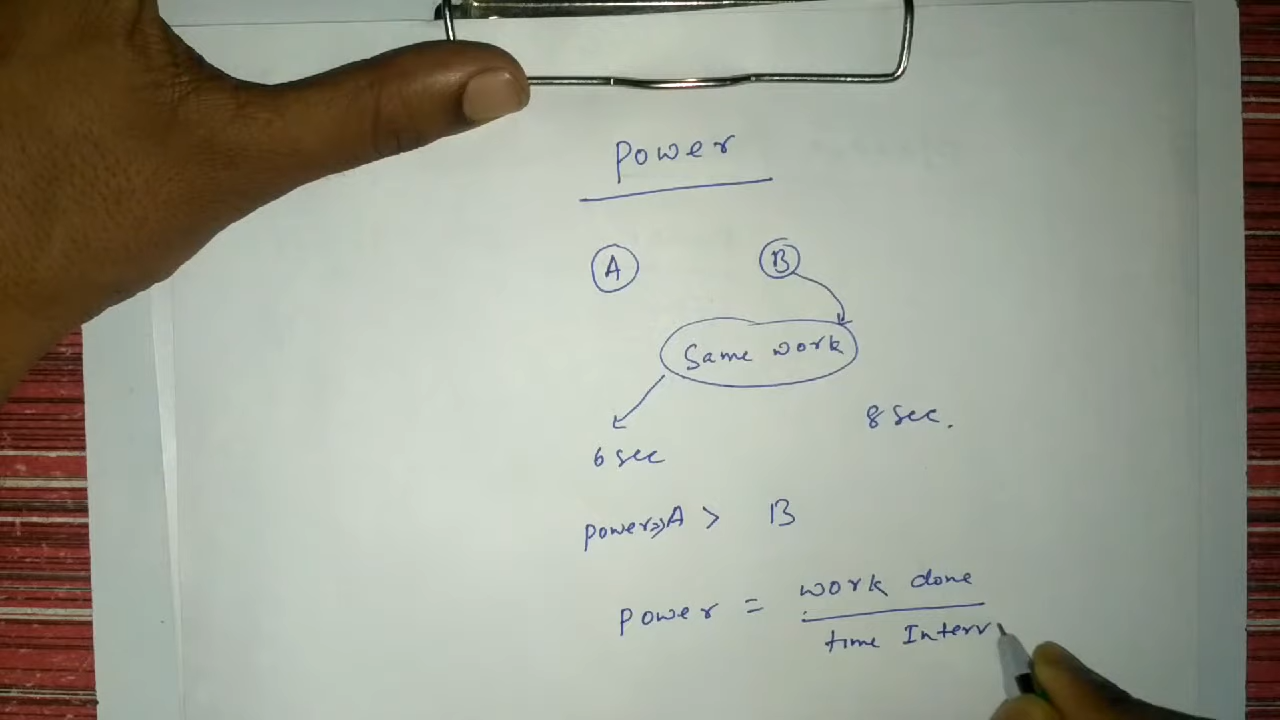 Power
A B
Same work
8 sec.
6 sec
power => A > B
Power = work done
time Interv